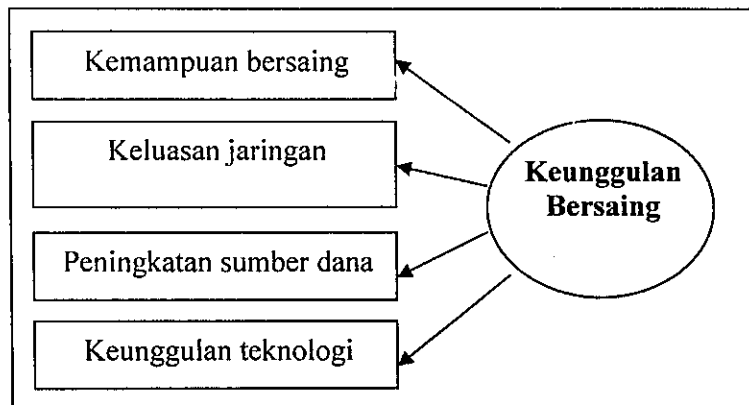 Kemampuan bersaing
Keluasan jaringan
Keunggulan
Bersaing
Peningkatan sumber dana
Keunggulan teknologi